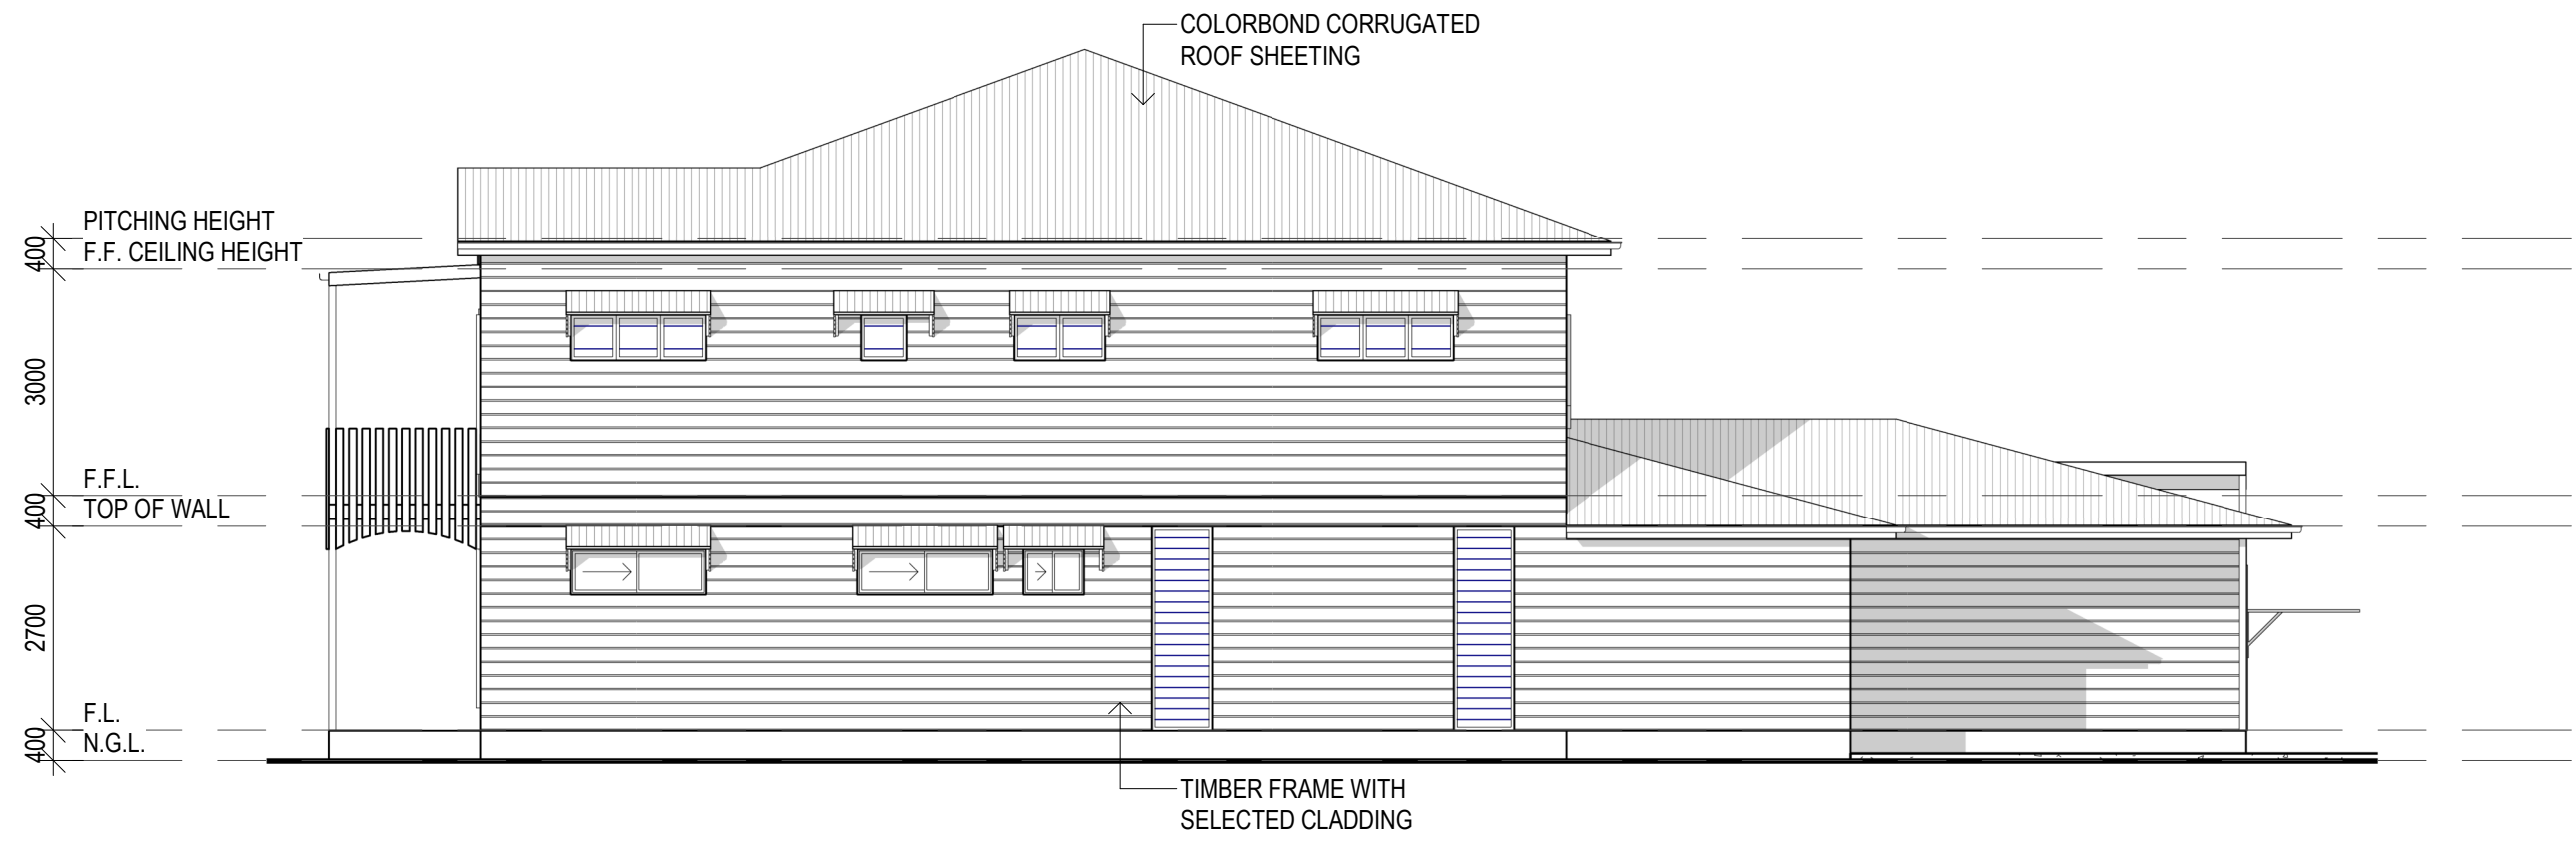 COLORBOND CORRUGATED
ROOF SHEETING
PITCHING HEIGHT
400
F.F. CEILING HEIGHT
3000
F.F.L.
400
TOP OF WALL
2700
F.L.
400
N.G.L.
TIMBER FRAME WITH
SELECTED CLADDING